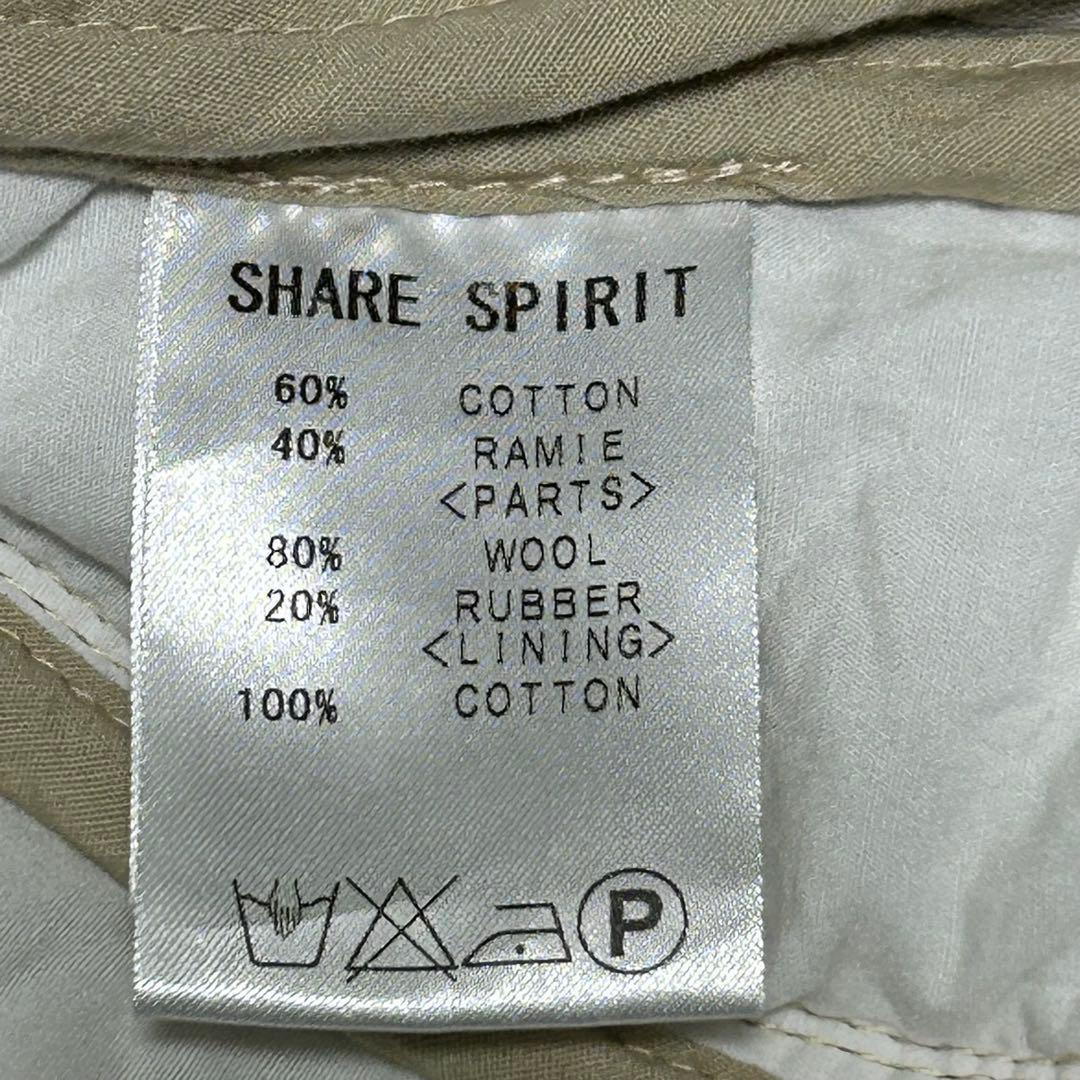 SHARE SPIRIT
60% COTTON
40% RAMIE
<PARTS>
80% WOOL
20% RUBBER
<LINING>
100% COTTON
P